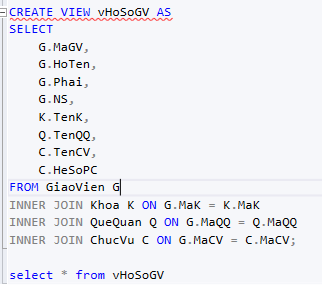 CREATE VIEW vHoSoGV AS
SELECT
G.MaGV,
G.HoTen,
G.Phai,
G.NS,
K.TenK,
Q.TenQQ,
C.TenCV,
C.HeSoPC
FROM GiaoVien G
INNER JOIN Khoa K ON G.MaK = K.MaK
INNER JOIN QueQuan Q ON G.MaQQ = Q.MaQQ
INNER JOIN ChucVu C ON G.MaCV = C.MaCV;
select * from vHoSoGV